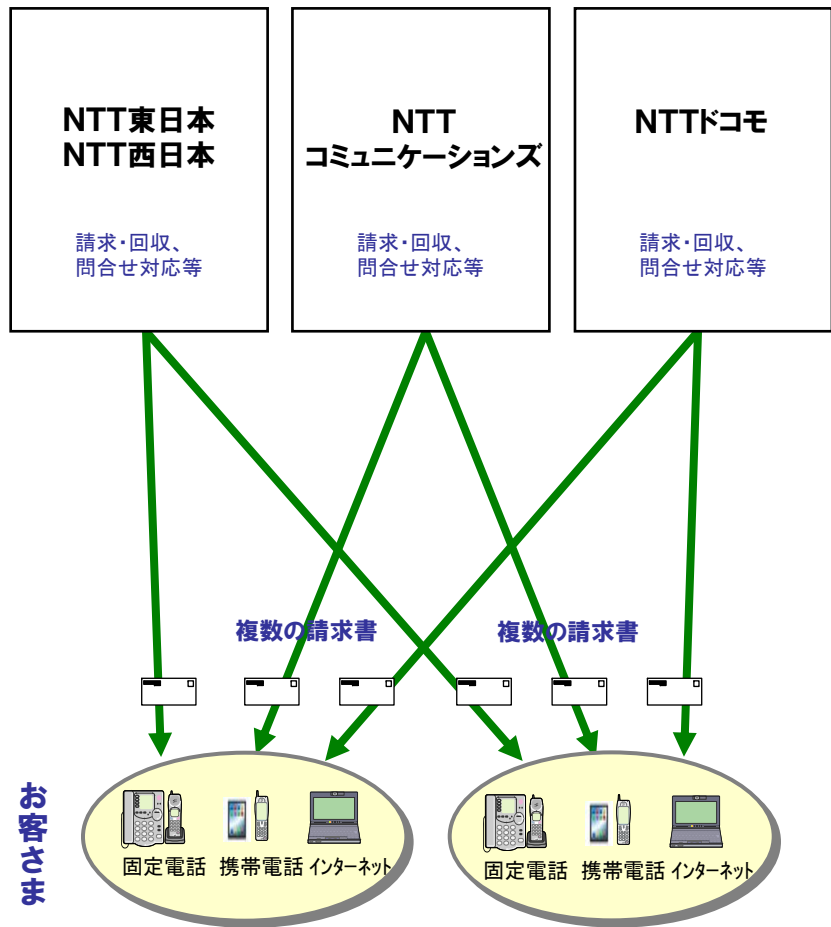 NTT東日本
NTT西日本
請求・回収、
問合せ対応等
NTT
コミュニケーションズ
請求・回収、
問合せ対応等
NTTドコモ
請求・回収、
問合せ対応等
複数の請求書
複数の請求書
お客さま
固定電話 携帯電話 インターネット
固定電話 携帯電話 インターネット